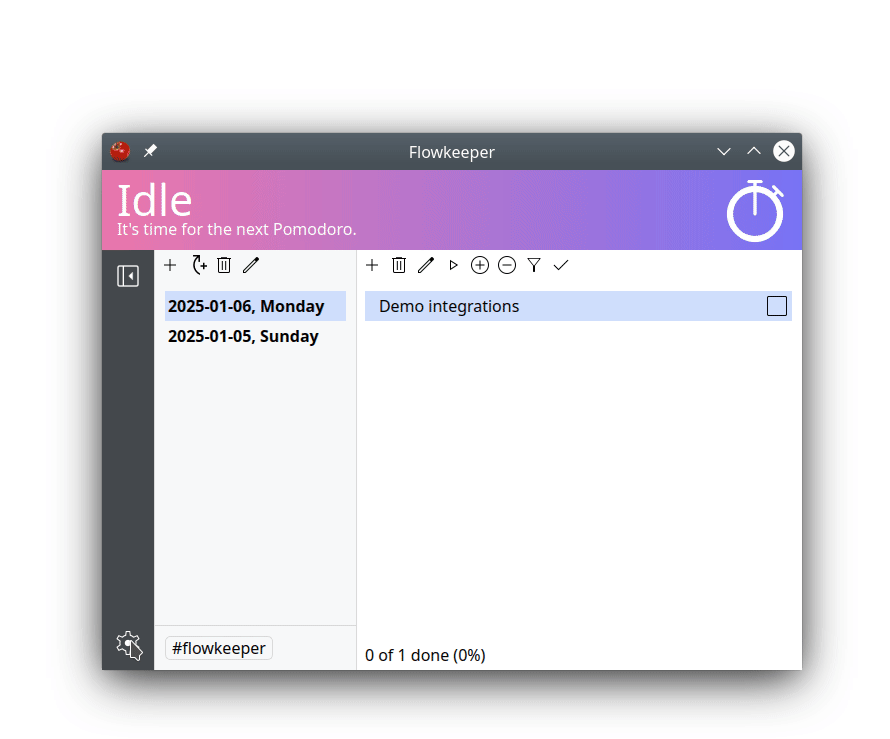 Flowkeeper
Idle
It's time for the next Pomodoro.
2025-01-06, Monday
2025-01-05, Sunday
#flowkeeper
Demo integrations
0 of 1 done (0%)